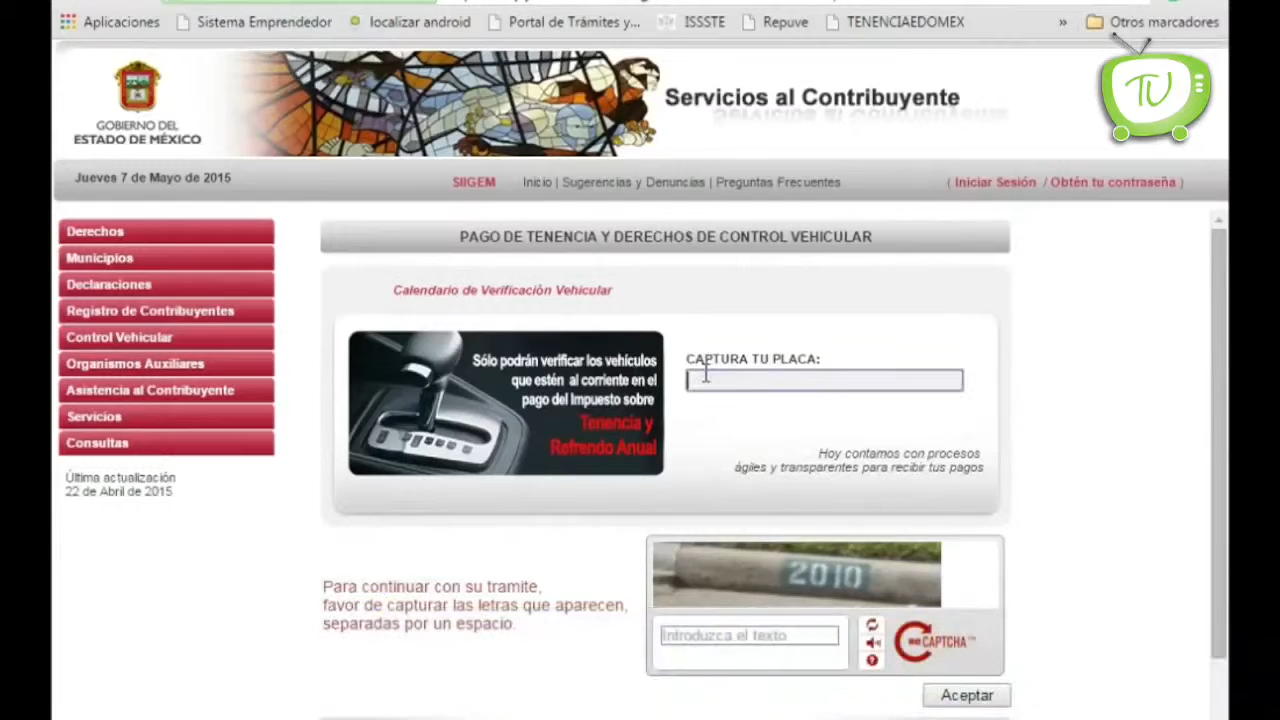 Aplicaciones Sistema Emprendedor localizar android Portal de Trámites y... ISSSTE Repuve TENENCIAEDOMEX » Otros marcadores
TU
GOBIERNO DEL
ESTADO DE MÉXICO
Servicios al Contribuyente
Jueves 7 de Mayo de 2015
SIIGEM Inicio | Sugerencias y Denuncias | Preguntas Frecuentes
( Iniciar Sesión / Obtén tu contraseña )
Derechos
Municipios
Declaraciones
Registro de Contribuyentes
Control Vehicular
Organismos Auxiliares
Asistencia al Contribuyente
Servicios
Consultas
Última actualización
22 de Abril de 2015
PAGO DE TENENCIA Y DERECHOS DE CONTROL VEHICULAR
Calendario de Verificación Vehicular
Sólo podrán verificar los vehículos
que estén al corriente en el
pago del Impuesto sobre
Tenencia y
Refrendo Anual
CAPTURA TU PLACA:
Hoy contamos con procesos
ágiles y transparentes para recibir tus pagos
Para continuar con su tramite,
favor de capturar las letras que aparecen,
separadas por un espacio.
2010
Introduzca el texto
reCAPTCHA™
Aceptar